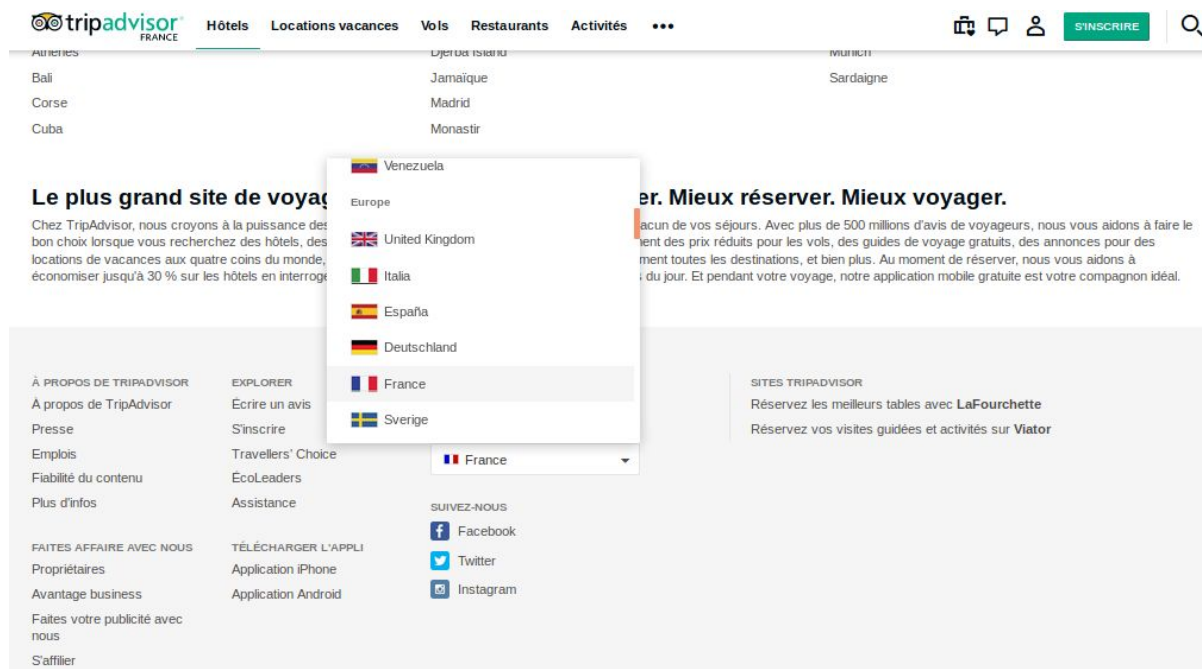 tripadvisor
FRANCE
Hôtels Locations vacances Vols Restaurants Activités ••• S'INSCRIRE
Athènes
Bali
Corse
Cuba
Djerba Island
Jamaïque
Madrid
Monastir
Munich
Sardaigne
Venezuela
Europe
United Kingdom
Italia
España
Deutschland
France
Sverige
Le plus grand site de voyag
er. Mieux réserver. Mieux voyager.
Chez TripAdvisor, nous croyons à la puissance des
acun de vos séjours. Avec plus de 500 millions d'avis de voyageurs, nous vous aidons à faire le
bon choix lorsque vous recherchez des hôtels, des
ent des prix réduits pour les vols, des guides de voyage gratuits, des annonces pour des
locations de vacances aux quatre coins du monde,
ment toutes les destinations, et bien plus. Au moment de réserver, nous vous aidons à
économiser jusqu'à 30 % sur les hôtels en interroge
s du jour. Et pendant votre voyage, notre application mobile gratuite est votre compagnon idéal.
À PROPOS DE TRIPADVISOR
À propos de TripAdvisor
Presse
Emplois
Fiabilité du contenu
Plus d'infos
EXPLORER
Écrire un avis
S'inscrire
Travellers' Choice
ÉcoLeaders
Assistance
France
SITES TRIPADVISOR
Réservez les meilleurs tables avec LaFourchette
Réservez vos visites guidées et activités sur Viator
FAITES AFFAIRE AVEC NOUS
Propriétaires
Avantage business
Faites votre publicité avec
nous
S'affilier
TÉLÉCHARGER L'APPLI
Application iPhone
Application Android
SUIVEZ-NOUS
Facebook
Twitter
Instagram